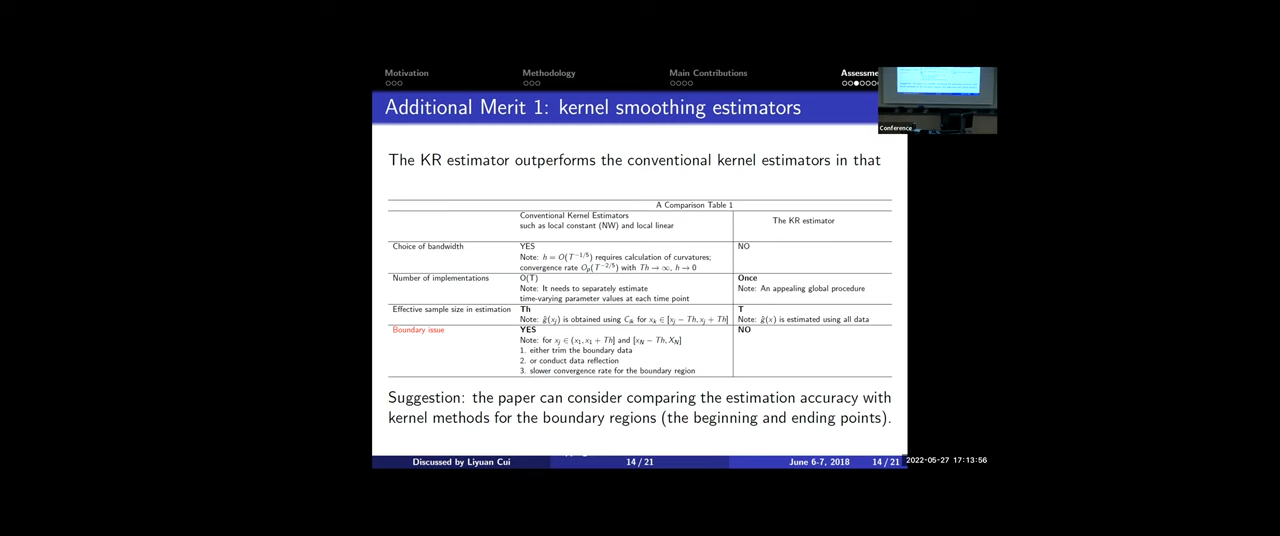 Motivation Methodology Main Contributions Assessme
Conference
Additional Merit 1: kernel smoothing estimators
The KR estimator outperforms the conventional kernel estimators in that
A Comparison Table 1
Conventional Kernel Estimators
such as local constant (NW) and local linear
The KR estimator
Choice of bandwidth YES NO
Note: h = O(T^{-1/5}) requires calculation of curvatures;
convergence rate O_p(T^{-2/5}) with Th → ∞, h → 0
Number of implementations O(T) Once
Note: It needs to separately estimate Note: An appealing global procedure
time-varying parameter values at each time point
Effective sample size in estimation Th T
Note: ĝ(x_j) is obtained using C_{ik} for x_k ∈ [x_j − Th, x_j + Th] Note: ĝ(x) is estimated using all data
Boundary issue YES NO
Note: for x_j ∈ (x_1, x_1 + Th] and [x_N − Th, X_N]
1. either trim the boundary data
2. or conduct data reflection
3. slower convergence rate for the boundary region
Suggestion: the paper can consider comparing the estimation accuracy with
kernel methods for the boundary regions (the beginning and ending points).
Discussed by Liyuan Cui 14 / 21 June 6-7, 2018 14 / 21
2022-05-27 17:13:56